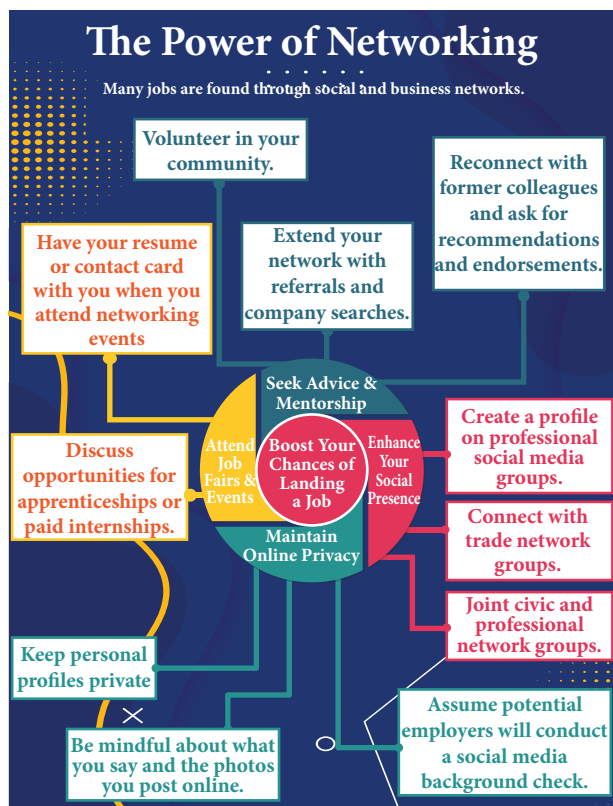 The Power of Networking
Many jobs are found through social and business networks.
Volunteer in your
community.
Reconnect with
former colleagues
and ask for
recommendations
and endorsements.
Have your resume
or contact card
with you when you
attend networking
events
Extend your
network with
referrals and
company searches.
Seek Advice &
Mentorship
Attend
Job
Fairs &
Events
Boost Your
Chances of
Landing
a Job
Enhance
Your
Social
Presence
Maintain
Online Privacy
Create a profile
on professional
social media
groups.
Discuss
opportunities for
apprenticeships or
paid internships.
Connect with
trade network
groups.
Joint civic and
professional
network groups.
Keep personal
profiles private
Be mindful about what
you say and the photos
you post online.
Assume potential
employers will conduct
a social media
background check.